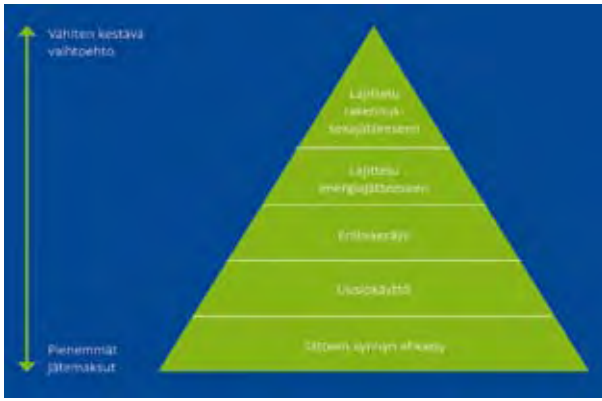 Vähiten kestävä
vaihtoehto
Lajittelu
rakennus-
sekajätteeseen
Lajittelu
energiajätteeseen
Erilliskeräys
Uusiokäyttö
Jätteen synnyn ehkäisy
Pienemmät
jätemaksut